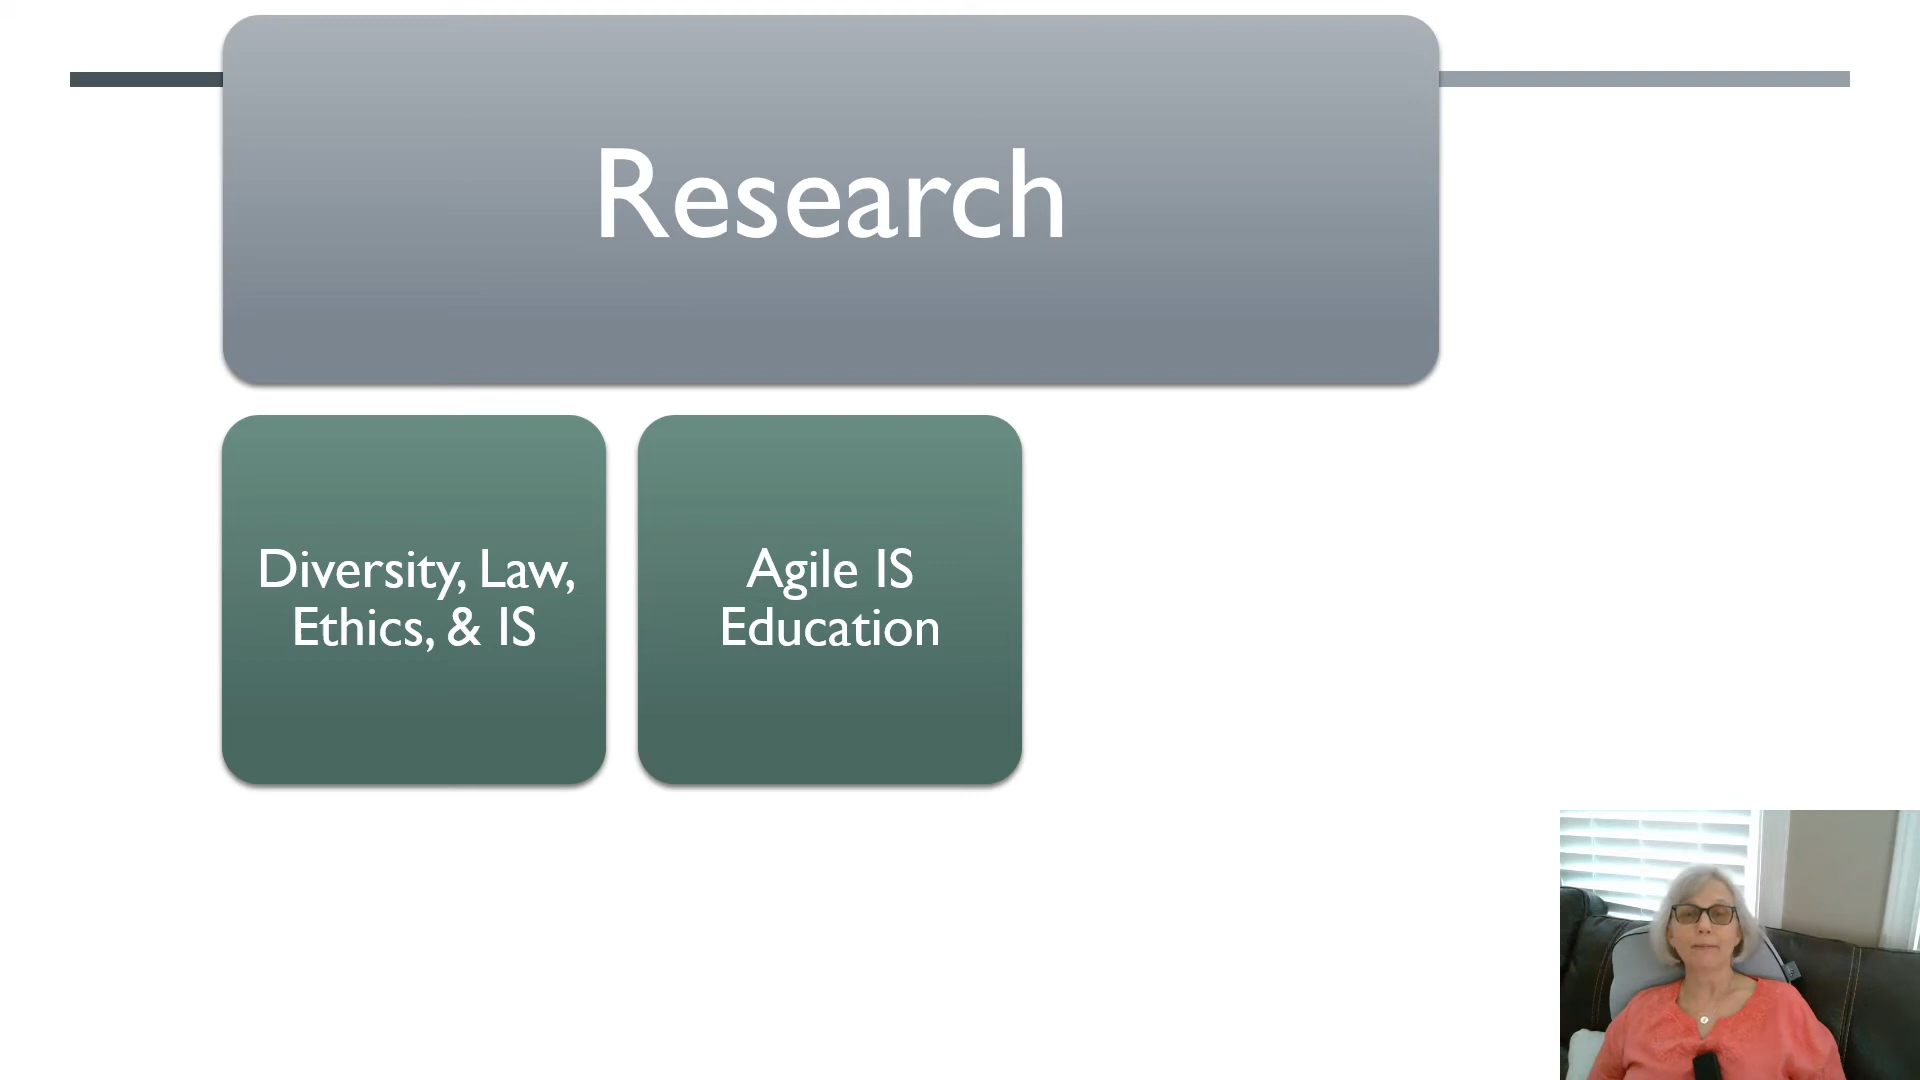 Research
Diversity, Law,
Ethics, & IS
Agile IS
Education